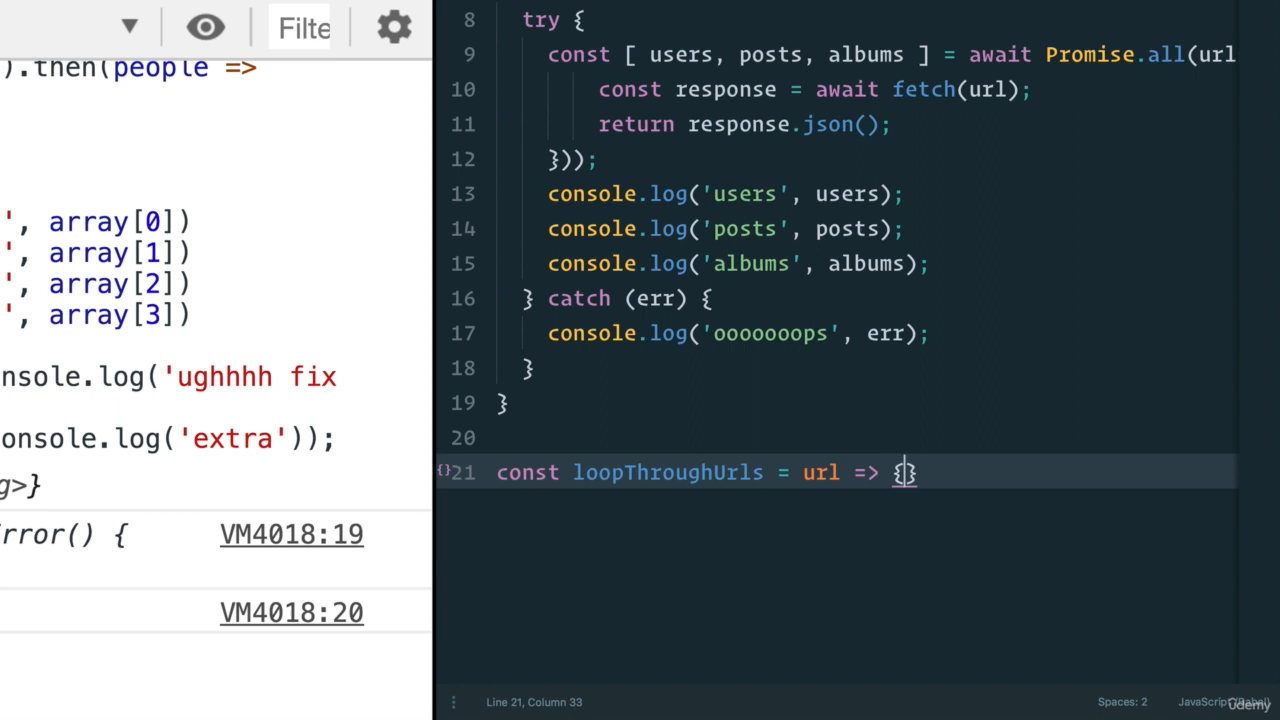 Filte
).then(people =>
', array[0])
', array[1])
', array[2])
', array[3])
nsole.log('ughhhh fix
onsole.log('extra'));
g>}
rror() { VM4018:19
VM4018:20
8 try {
9 const [ users, posts, albums ] = await Promise.all(url
10 const response = await fetch(url);
11 return response.json();
12 }));
13 console.log('users', users);
14 console.log('posts', posts);
15 console.log('albums', albums);
16 } catch (err) {
17 console.log('ooooooops', err);
18 }
19 }
20
{}21 const loopThroughUrls = url => {}
Line 21, Column 33 Spaces: 2 JavaScript (Babel)
Udemy